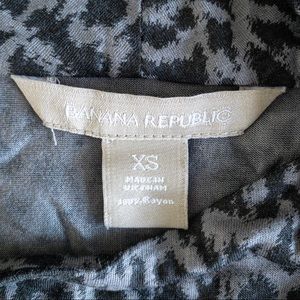 BANANA REPUBLIC
XS
MADE IN
VIETNAM
100% Rayon